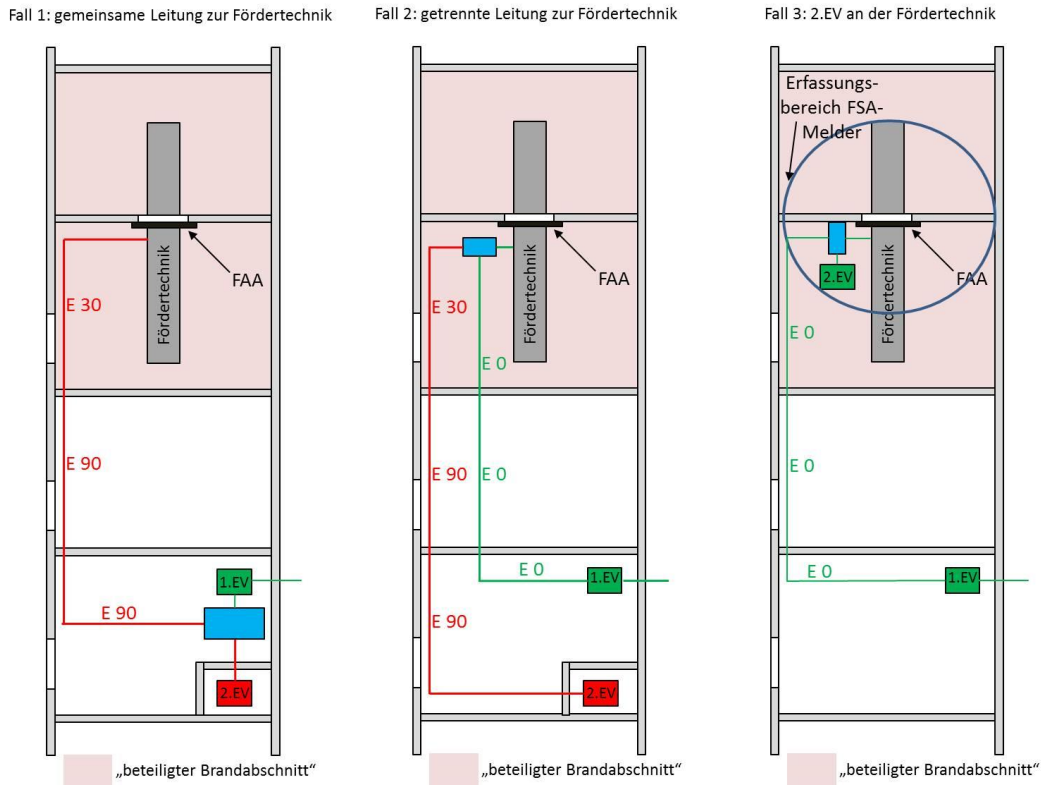 Fall 1: gemeinsame Leitung zur Fördertechnik
Fördertechnik
FAA
E 30
E 90
1.EV
E 90
2.EV
„beteiligter Brandabschnitt“
Fall 2: getrennte Leitung zur Fördertechnik
Fördertechnik
FAA
E 30
E 0
E 90
E 0
E 0
1.EV
E 90
2.EV
„beteiligter Brandabschnitt“
Fall 3: 2.EV an der Fördertechnik
Erfassungs-
bereich FSA-
Melder
2.EV
Fördertechnik
FAA
E 0
E 0
E 0
1.EV
„beteiligter Brandabschnitt“